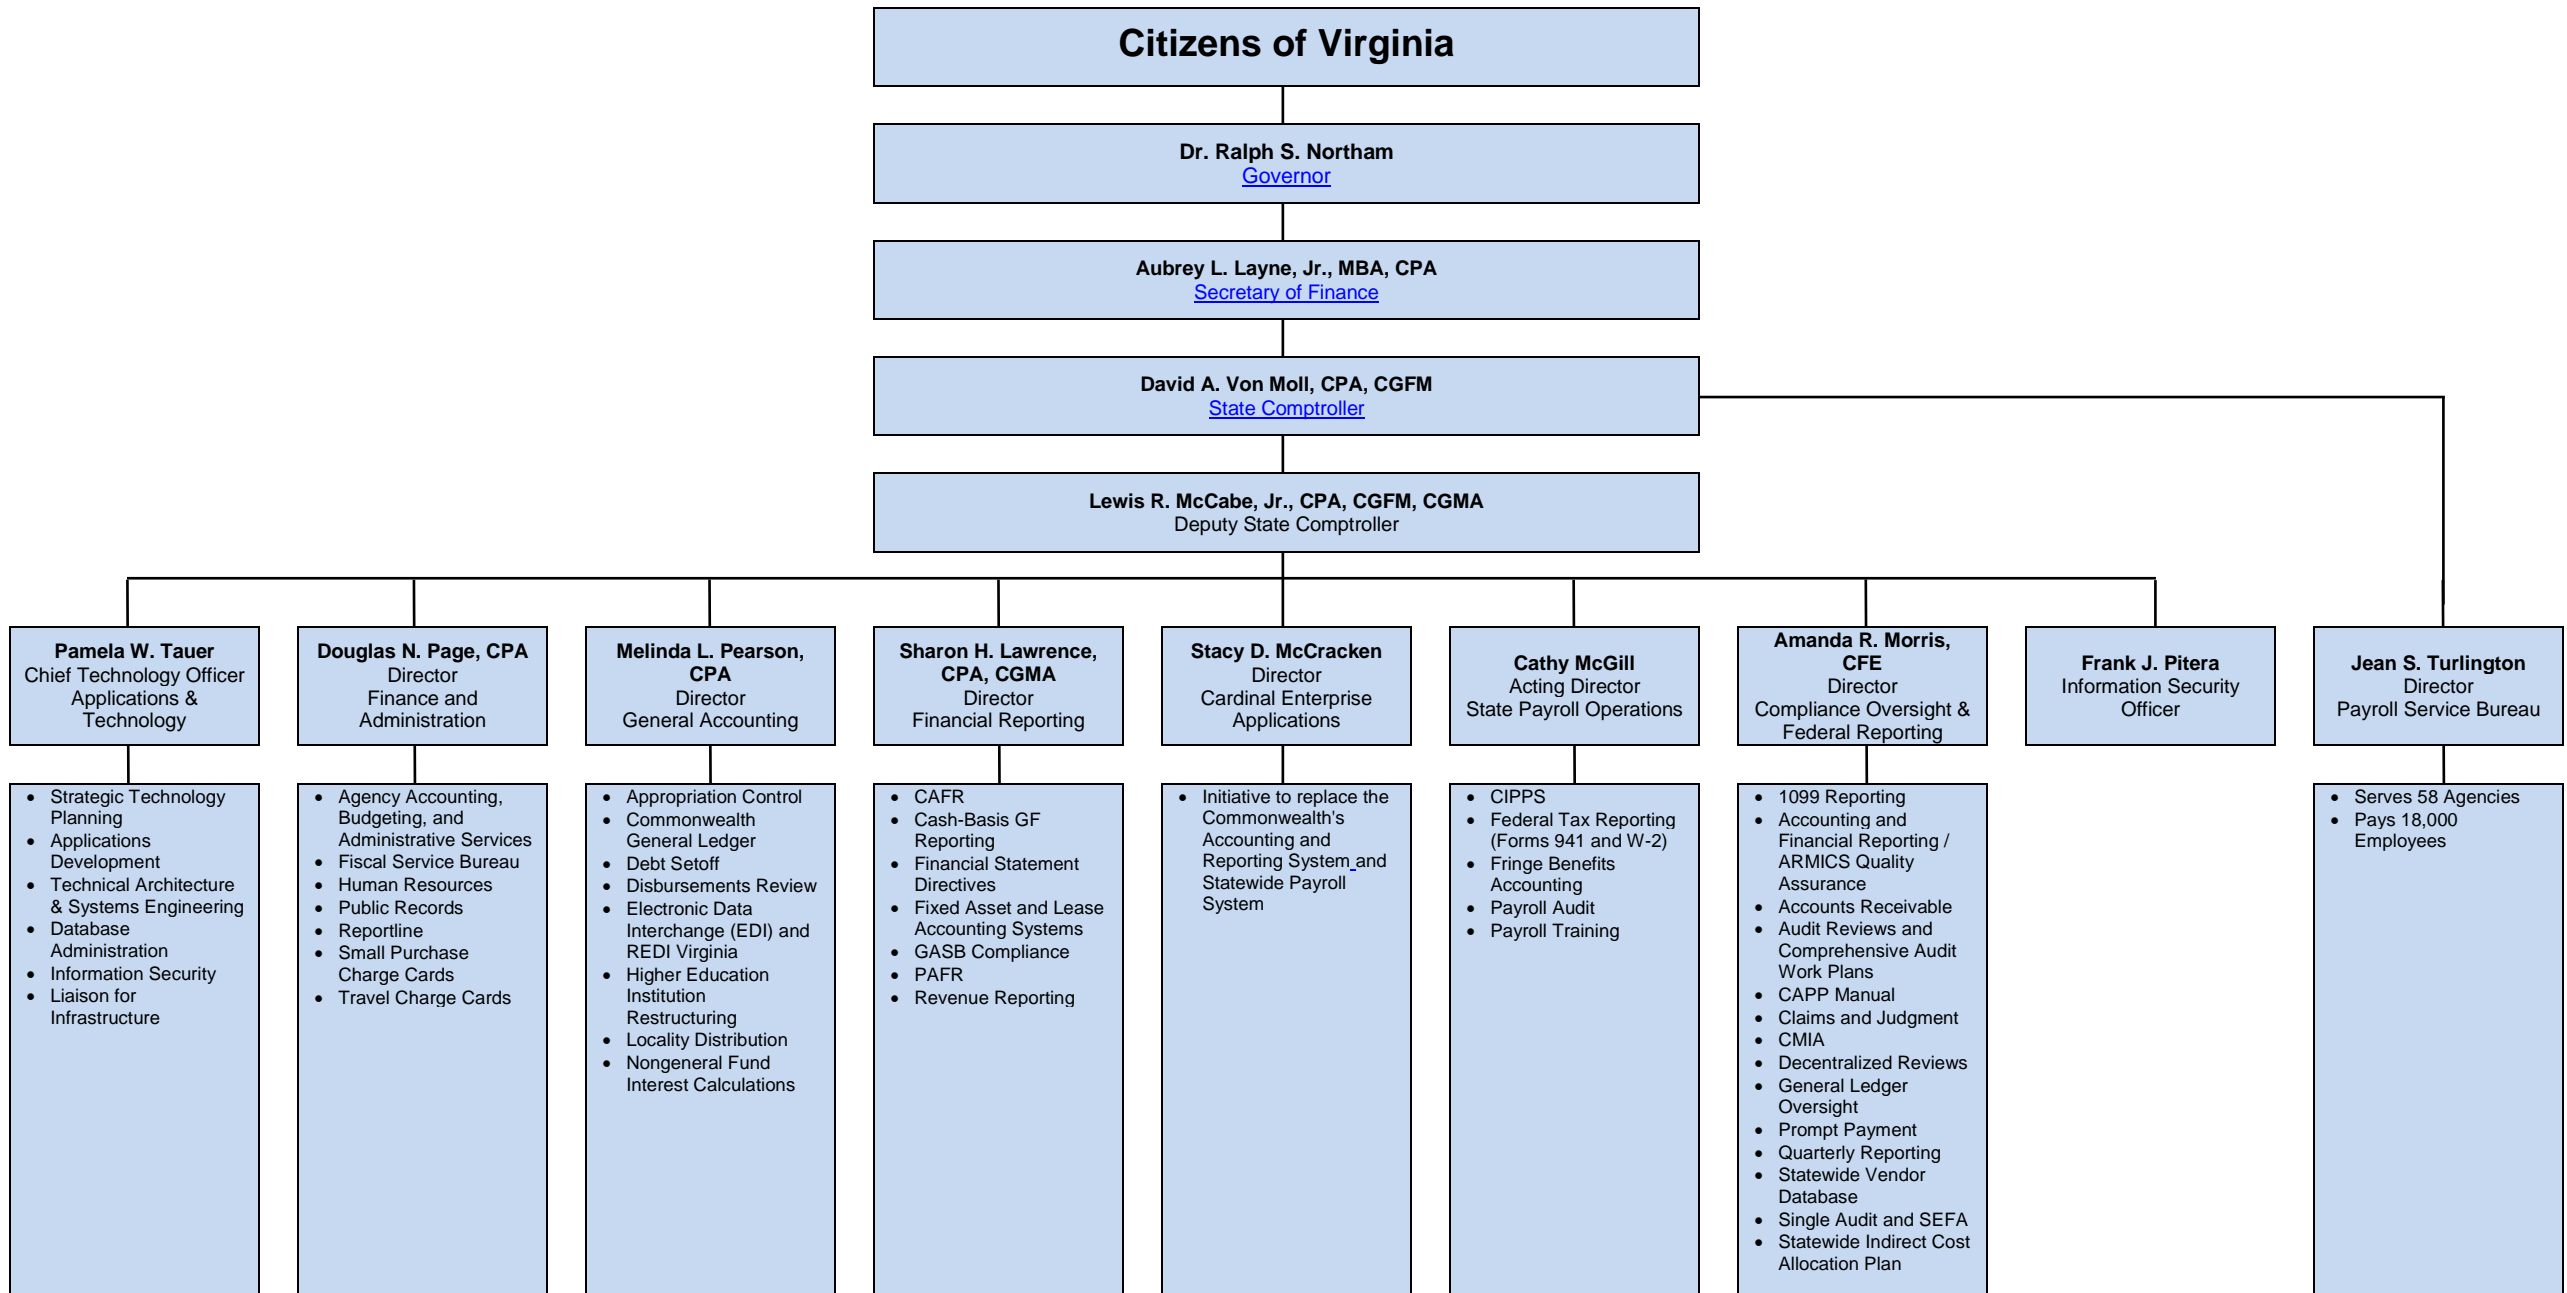 Citizens of Virginia
Dr. Ralph S. Northam
Governor
Aubrey L. Layne, Jr., MBA, CPA
Secretary of Finance
David A. Von Moll, CPA, CGFM
State Comptroller
Lewis R. McCabe, Jr., CPA, CGFM, CGMA
Deputy State Comptroller
Pamela W. Tauer
Chief Technology Officer
Applications &
Technology
Douglas N. Page, CPA
Director
Finance and
Administration
Melinda L. Pearson,
CPA
Director
General Accounting
Sharon H. Lawrence,
CPA, CGMA
Director
Financial Reporting
Stacy D. McCracken
Director
Cardinal Enterprise
Applications
Cathy McGill
Acting Director
State Payroll Operations
Amanda R. Morris,
CFE
Director
Compliance Oversight &
Federal Reporting
Frank J. Pitera
Information Security
Officer
Jean S. Turlington
Director
Payroll Service Bureau
• Strategic Technology
Planning
• Applications
Development
• Technical Architecture
& Systems Engineering
• Database
Administration
• Information Security
• Liaison for
Infrastructure
• Agency Accounting,
Budgeting, and
Administrative Services
• Fiscal Service Bureau
• Human Resources
• Public Records
• Reportline
• Small Purchase
Charge Cards
• Travel Charge Cards
• Appropriation Control
• Commonwealth
General Ledger
• Debt Setoff
• Disbursements Review
• Electronic Data
Interchange (EDI) and
REDI Virginia
• Higher Education
Institution
Restructuring
• Locality Distribution
• Nongeneral Fund
Interest Calculations
• CAFR
• Cash-Basis GF
Reporting
• Financial Statement
Directives
• Fixed Asset and Lease
Accounting Systems
• GASB Compliance
• PAFR
• Revenue Reporting
• Initiative to replace the
Commonwealth's
Accounting and
Reporting System and
Statewide Payroll
System
• CIPPS
• Federal Tax Reporting
(Forms 941 and W-2)
• Fringe Benefits
Accounting
• Payroll Audit
• Payroll Training
• 1099 Reporting
• Accounting and
Financial Reporting /
ARMICS Quality
Assurance
• Accounts Receivable
• Audit Reviews and
Comprehensive Audit
Work Plans
• CAPP Manual
• Claims and Judgment
• CMIA
• Decentralized Reviews
• General Ledger
Oversight
• Prompt Payment
• Quarterly Reporting
• Statewide Vendor
Database
• Single Audit and SEFA
• Statewide Indirect Cost
Allocation Plan
• Serves 58 Agencies
• Pays 18,000
Employees